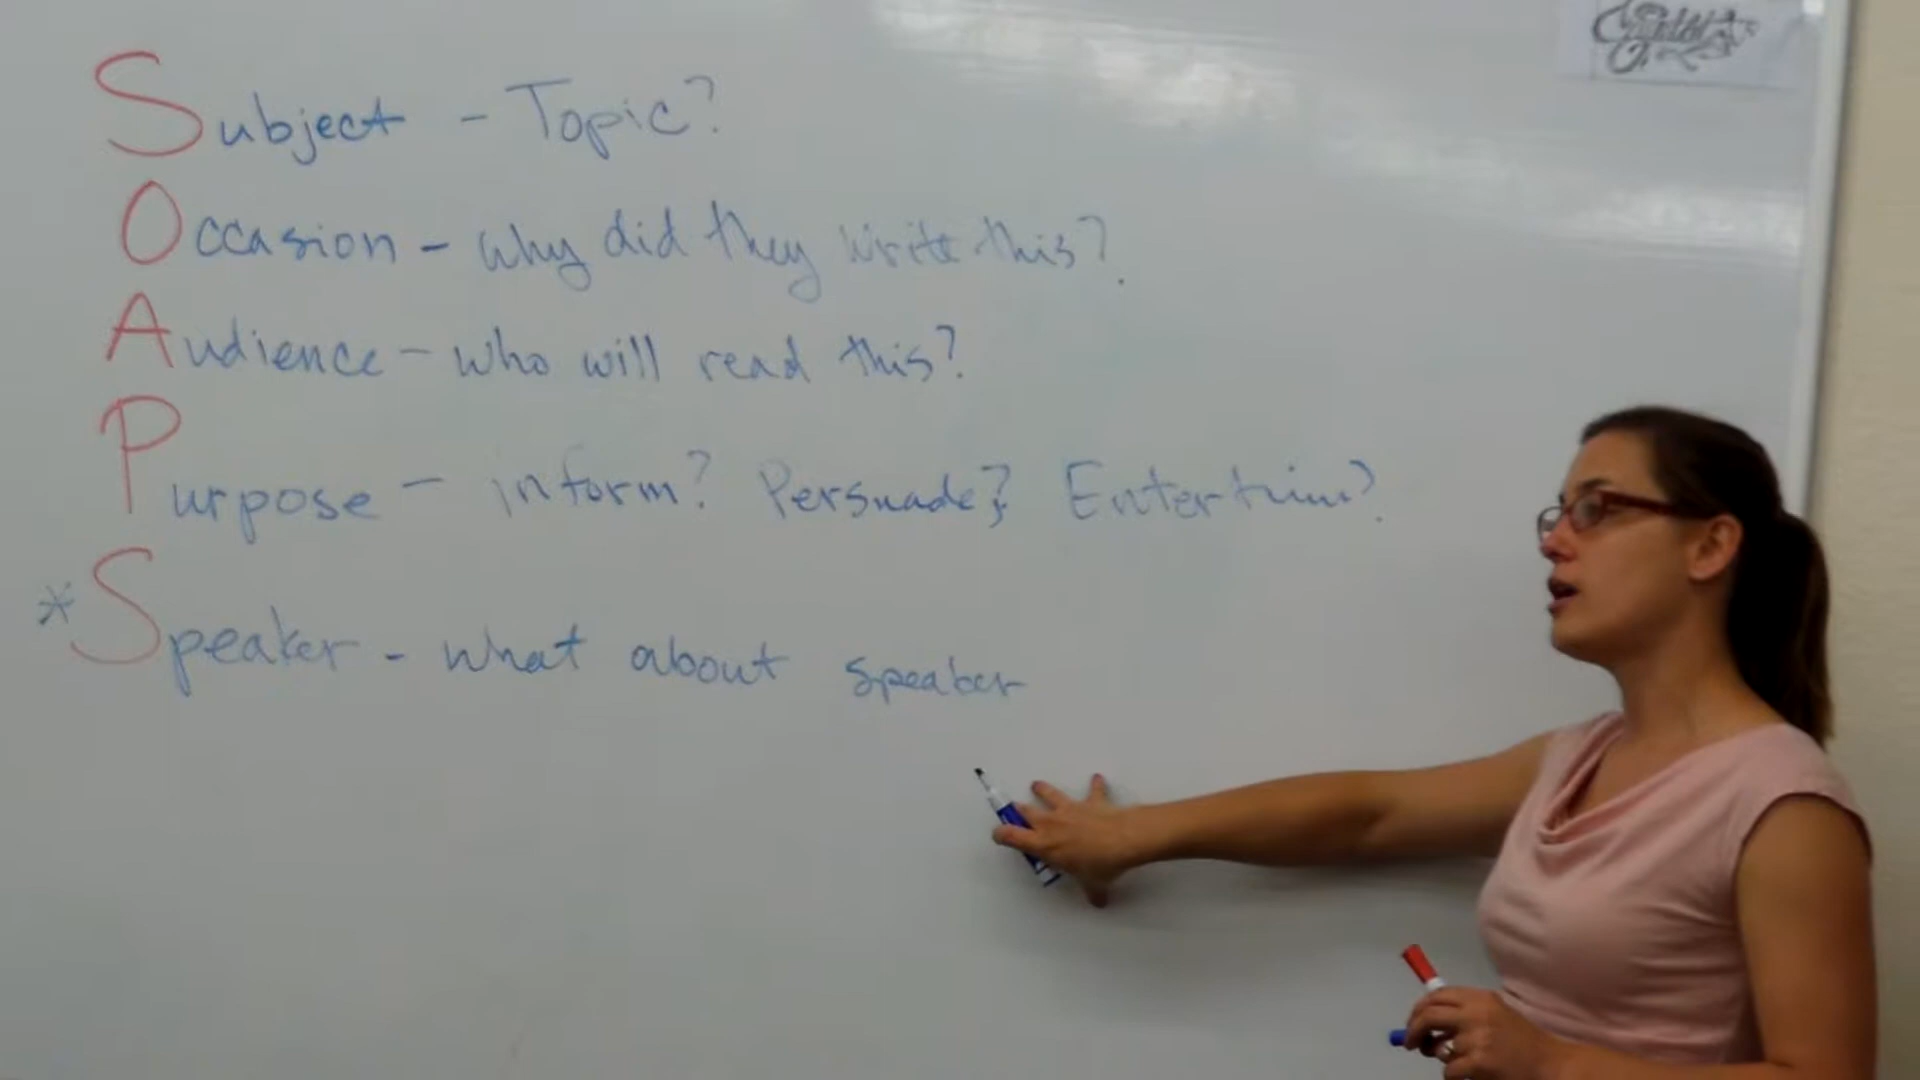 Subject - Topic?
Occasion - Why did they write this?
Audience - Who will read this?
Purpose - inform? Persuade? Entertain?
*Speaker - what about speaker